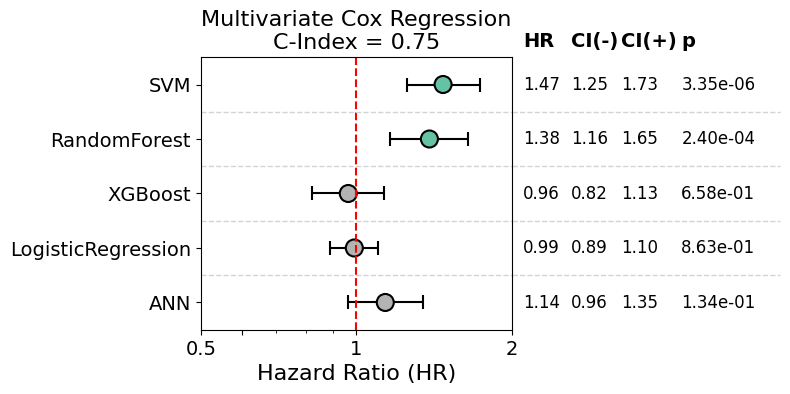 Multivariate Cox Regression
C-Index = 0.75
HR CI(-) CI(+) p
SVM 1.47 1.25 1.73 3.35e-06
RandomForest 1.38 1.16 1.65 2.40e-04
XGBoost 0.96 0.82 1.13 6.58e-01
LogisticRegression 0.99 0.89 1.10 8.63e-01
ANN 1.14 0.96 1.35 1.34e-01
0.5 1 2
Hazard Ratio (HR)